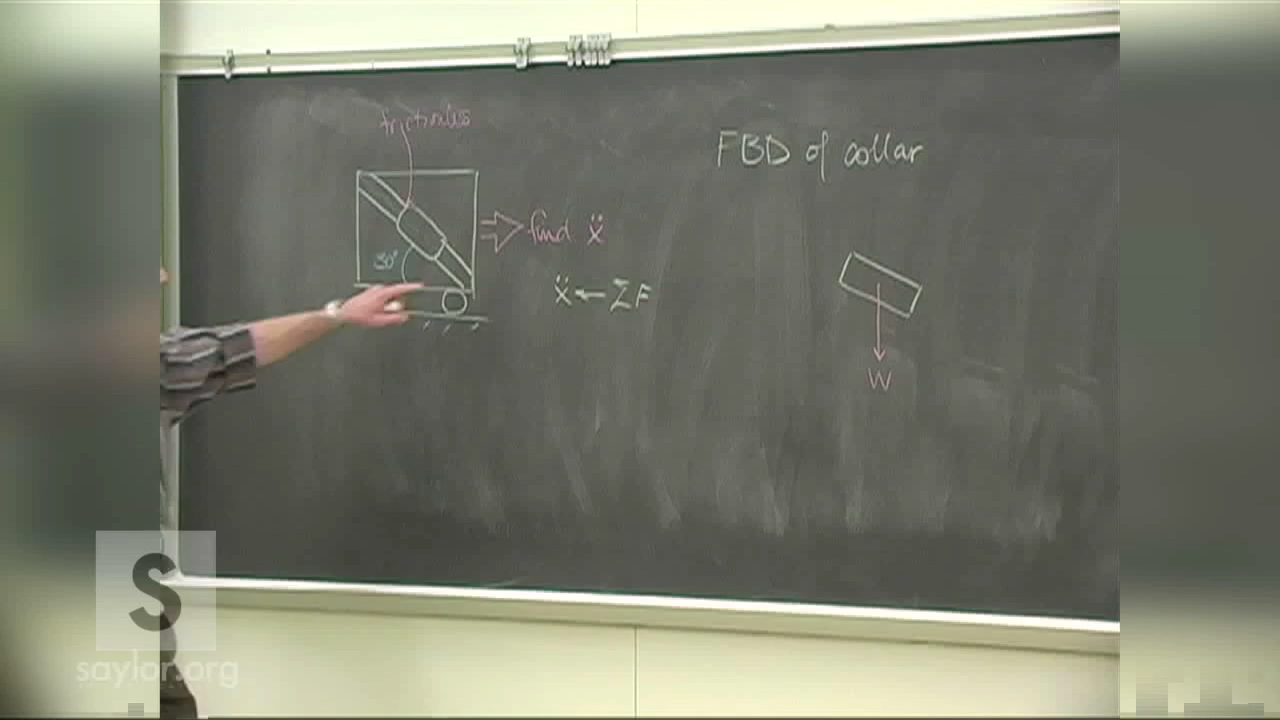 frictionless
FBD of collar
30°
find ẍ
ẍ ← ΣF
W
S
saylor.org